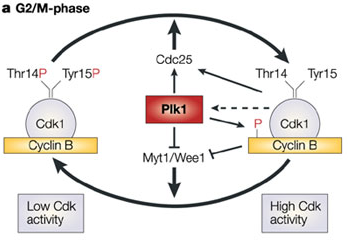 a G2/M-phase
Cdc25
Thr14P Tyr15P
Thr14 Tyr15
Plk1
P
Cdk1
Cdk1
Cyclin B
Cyclin B
Myt1/Wee1
Low Cdk
activity
High Cdk
activity